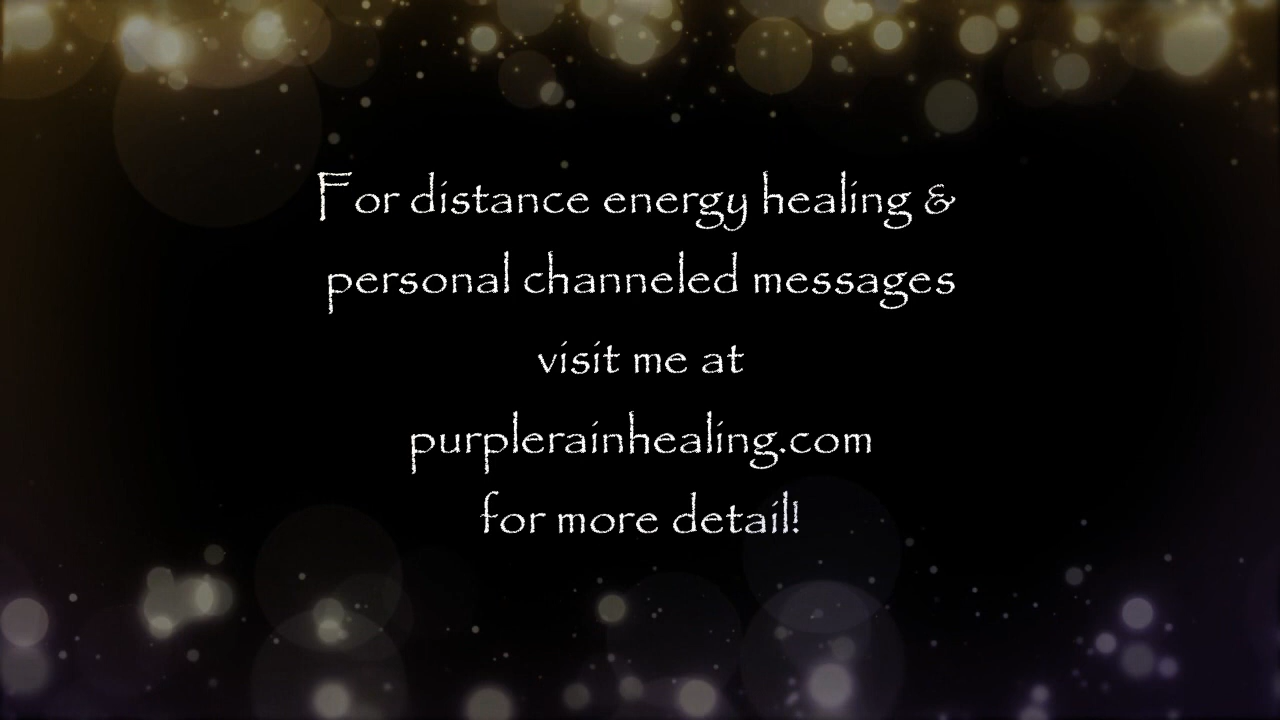 For distance energy healing &
personal channeled messages
visit me at
purplerainhealing.com
for more detail!